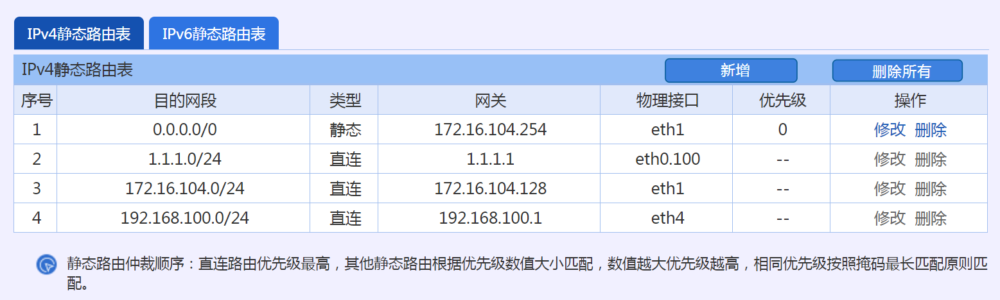 IPv4静态路由表 IPv6静态路由表
IPv4静态路由表 新增 删除所有
序号 目的网段 类型 网关 物理接口 优先级 操作
1 0.0.0.0/0 静态 172.16.104.254 eth1 0 修改 删除
2 1.1.1.0/24 直连 1.1.1.1 eth0.100 -- 修改 删除
3 172.16.104.0/24 直连 172.16.104.128 eth1 -- 修改 删除
4 192.168.100.0/24 直连 192.168.100.1 eth4 -- 修改 删除
静态路由仲裁顺序：直连路由优先级最高，其他静态路由根据优先级数值大小匹配，数值越大优先级越高，相同优先级按照掩码最长匹配原则匹
配。